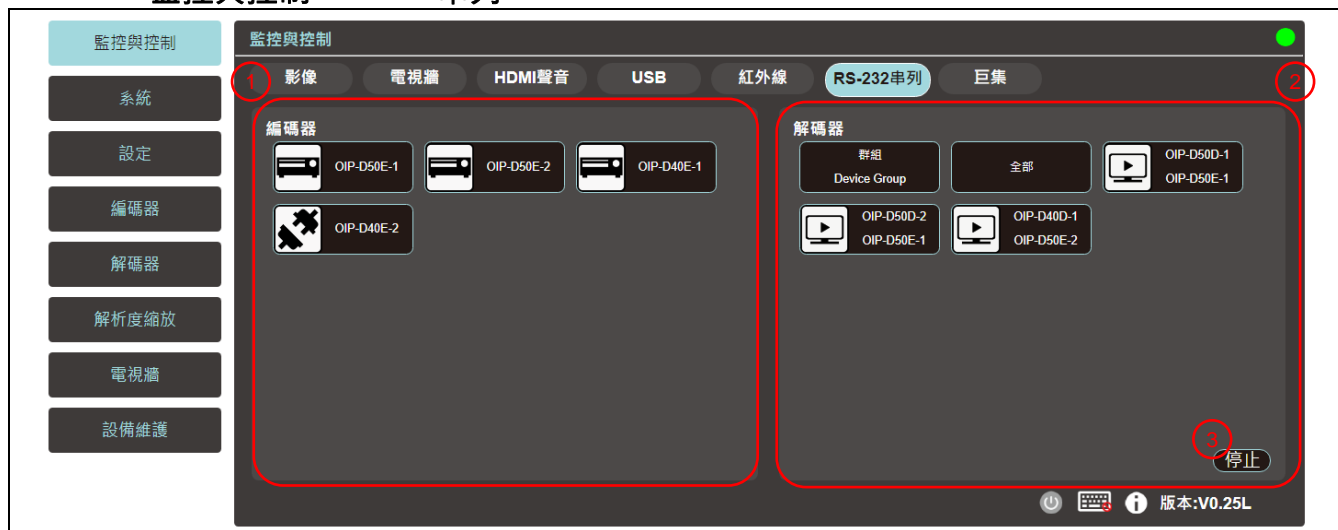 監控與控制
監控與控制
系統
設定
編碼器
解碼器
解析度縮放
電視牆
設備維護
監控與控制
1 影像 電視牆 HDMI聲音 USB 紅外線 RS-232串列 巨集 2
編碼器
OIP-D50E-1 OIP-D50E-2 OIP-D40E-1
OIP-D40E-2
解碼器
群組
Device Group
全部
OIP-D50D-1
OIP-D50E-1
OIP-D50D-2
OIP-D50E-1
OIP-D40D-1
OIP-D50E-2
3
停止
版本:V0.25L